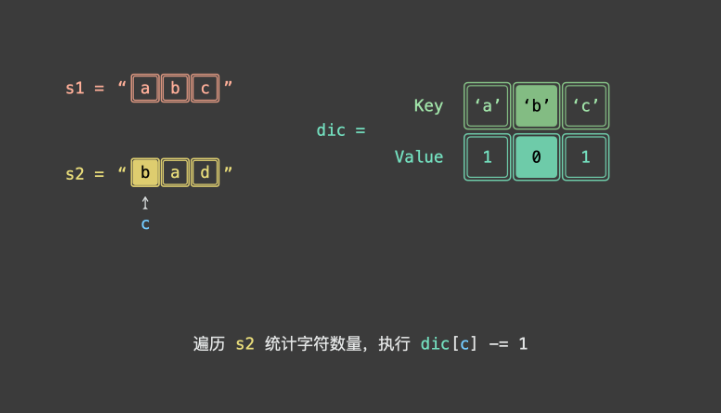 s1 = “ a b c ”
Key ‘a’ ‘b’ ‘c’
dic =
Value 1 0 1
s2 = “ b a d ”
↑
c
遍历 s2 统计字符数量，执行 dic[c] -= 1